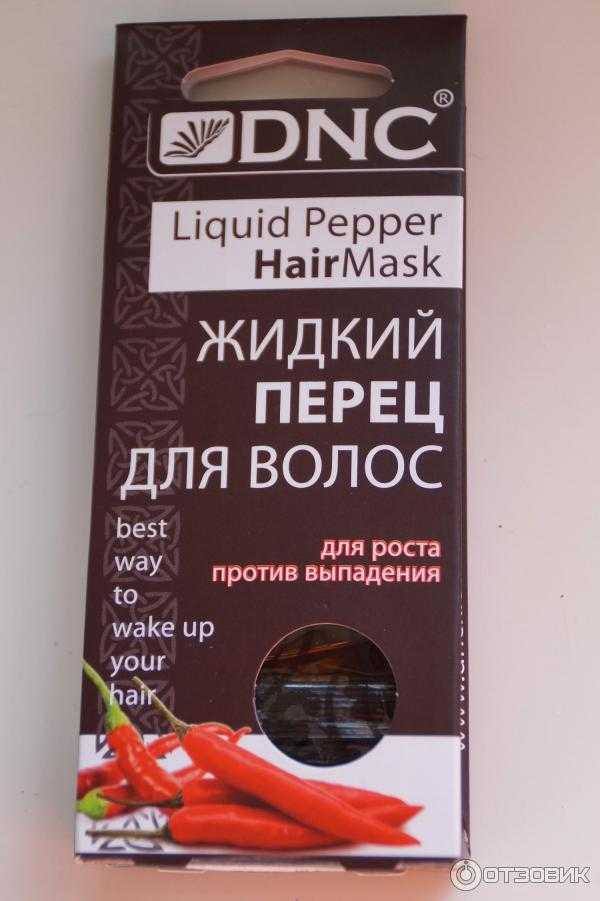 DNC®
Liquid Pepper
HairMask
ЖИДКИЙ
ПЕРЕЦ
ДЛЯ ВОЛОС
best
way
to
wake up
your
hair
для роста
против выпадения
ОТЗОВИК